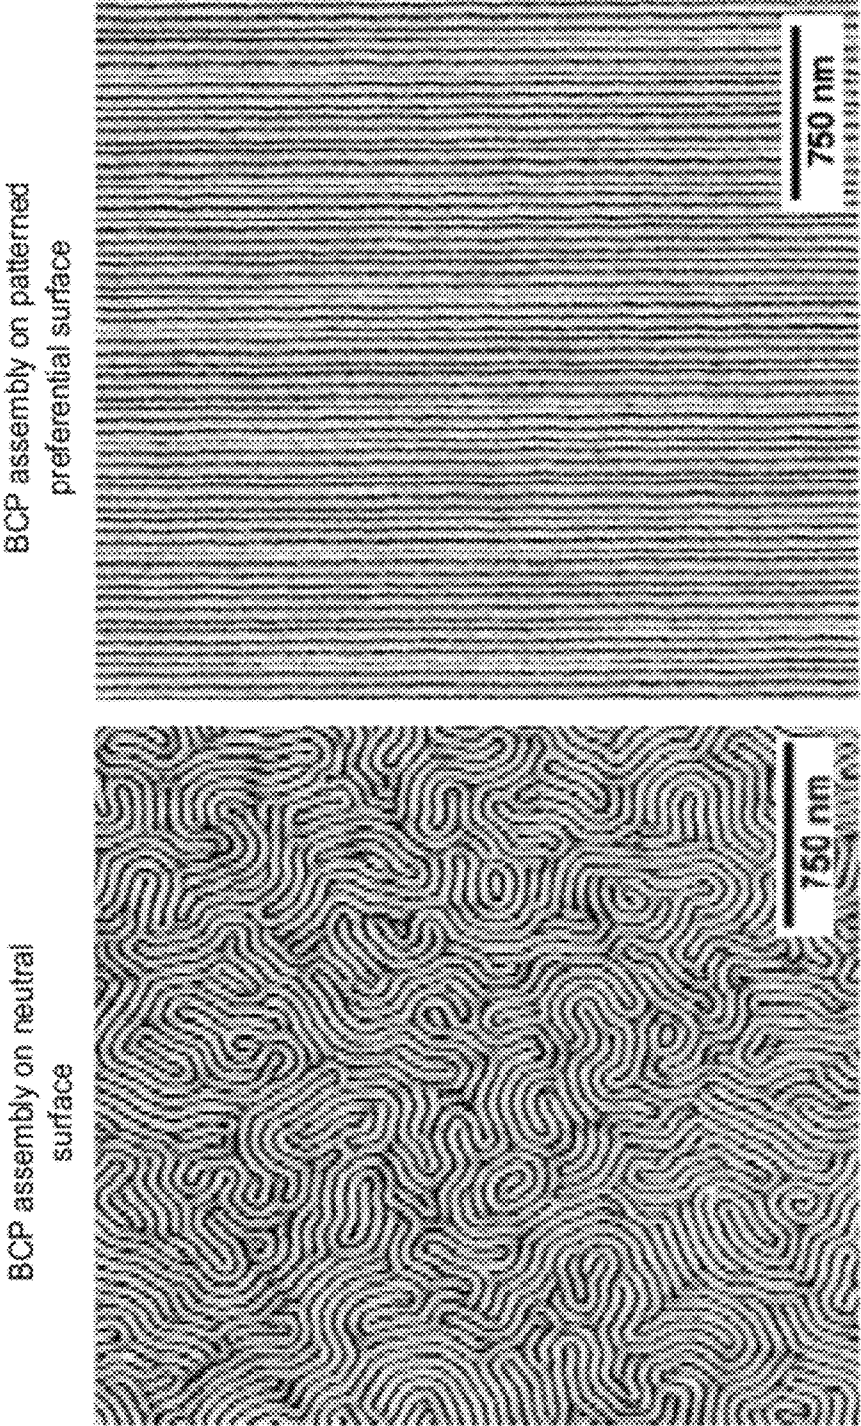 BCP assembly on neutral
surface
750 nm
BCP assembly on patterned
preferential surface
750 nm